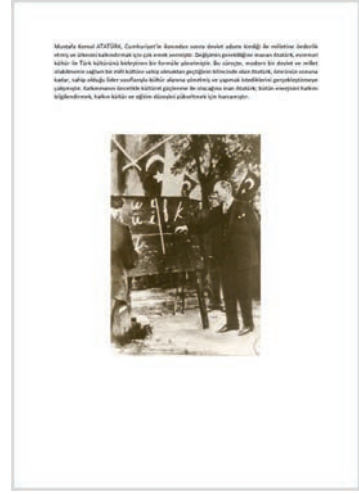 Mustafa Kemal ATATÜRK, Cumhuriyet'in ilanından sonra devlet adamı kimliği ile milletine önderlik
etmiş ve ülkesini kalkındırmak için çok emek vermiştir. Değişimin gerekliliğine inanan Atatürk, evrensel
kültür ile Türk kültürünü birleştiren bir formüle yönelmiştir. Bu süreçte, modern bir devlet ve millet
olabilmenin sağlam bir millî kültüre sahip olmaktan geçtiğinin bilincinde olan Atatürk, ömrünün sonuna
kadar, sahip olduğu lider vasıflarıyla kültür alanına yönelmiş ve yapmak istediklerini gerçekleştirmeye
çalışmıştır. Kalkınmanın öncelikle kültürel güçlenme ile olacağına inan Atatürk; bütün enerjisini halkını
bilgilendirmek, halkın kültür ve eğitim düzeyini yükseltmek için harcamıştır.